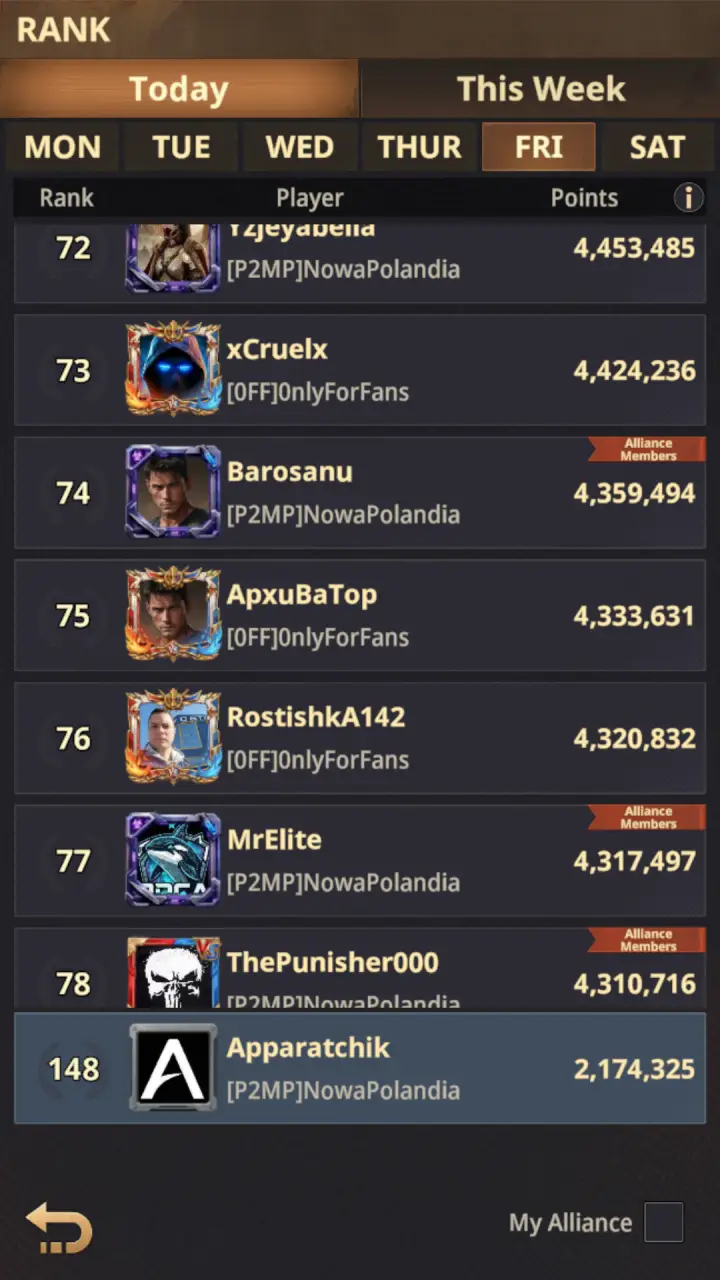 RANK
Today
This Week
MON TUE WED THUR FRI SAT
Rank Player Points
72 Yzjeyabella 4,453,485
[P2MP]NowaPolandia
73 xCruelx 4,424,236
[0FF]0nlyForFans
Alliance
Members
74 Barosanu 4,359,494
[P2MP]NowaPolandia
75 ApxuBaTop 4,333,631
[0FF]0nlyForFans
76 RostishkA142 4,320,832
[0FF]0nlyForFans
Alliance
Members
77 MrElite 4,317,497
[P2MP]NowaPolandia
Alliance
Members
78 ThePunisher000 4,310,716
[P2MP]NowaPolandia
148 Apparatchik 2,174,325
[P2MP]NowaPolandia
My Alliance